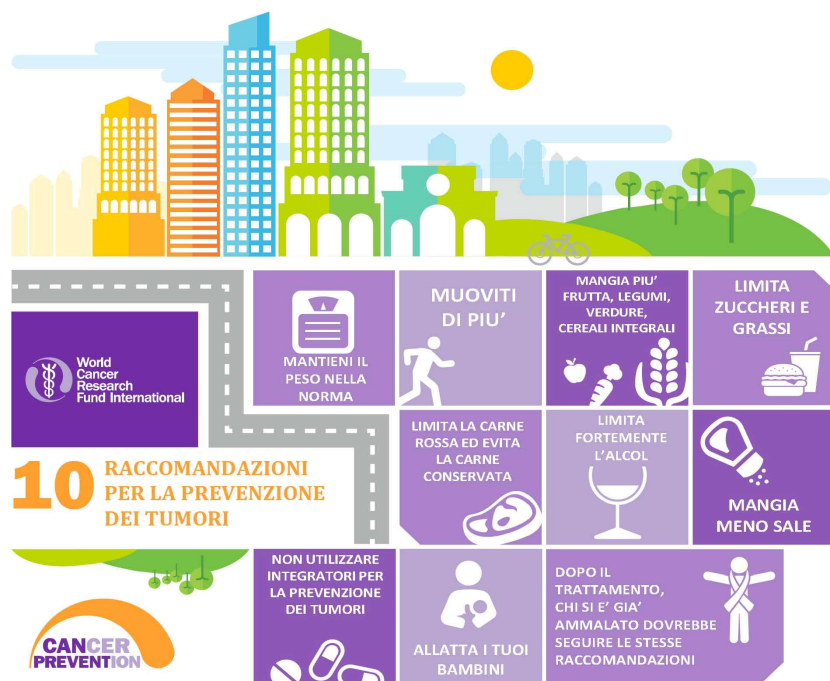 MANTIENI IL
PESO NELLA
NORMA
MUOVITI
DI PIU’
MANGIA PIU’
FRUTTA, LEGUMI,
VERDURE,
CEREALI INTEGRALI
LIMITA
ZUCCHERI E
GRASSI
World
Cancer
Research
Fund International
LIMITA LA CARNE
ROSSA ED EVITA
LA CARNE
CONSERVATA
LIMITA
FORTEMENTE
L’ALCOL
MANGIA
MENO SALE
10 RACCOMANDAZIONI
PER LA PREVENZIONE
DEI TUMORI
NON UTILIZZARE
INTEGRATORI PER
LA PREVENZIONE
DEI TUMORI
ALLATTA I TUOI
BAMBINI
DOPO IL
TRATTAMENTO,
CHI SI E’ GIA’
AMMALATO DOVREBBE
SEGUIRE LE STESSE
RACCOMANDAZIONI
CANCER
PREVENTION